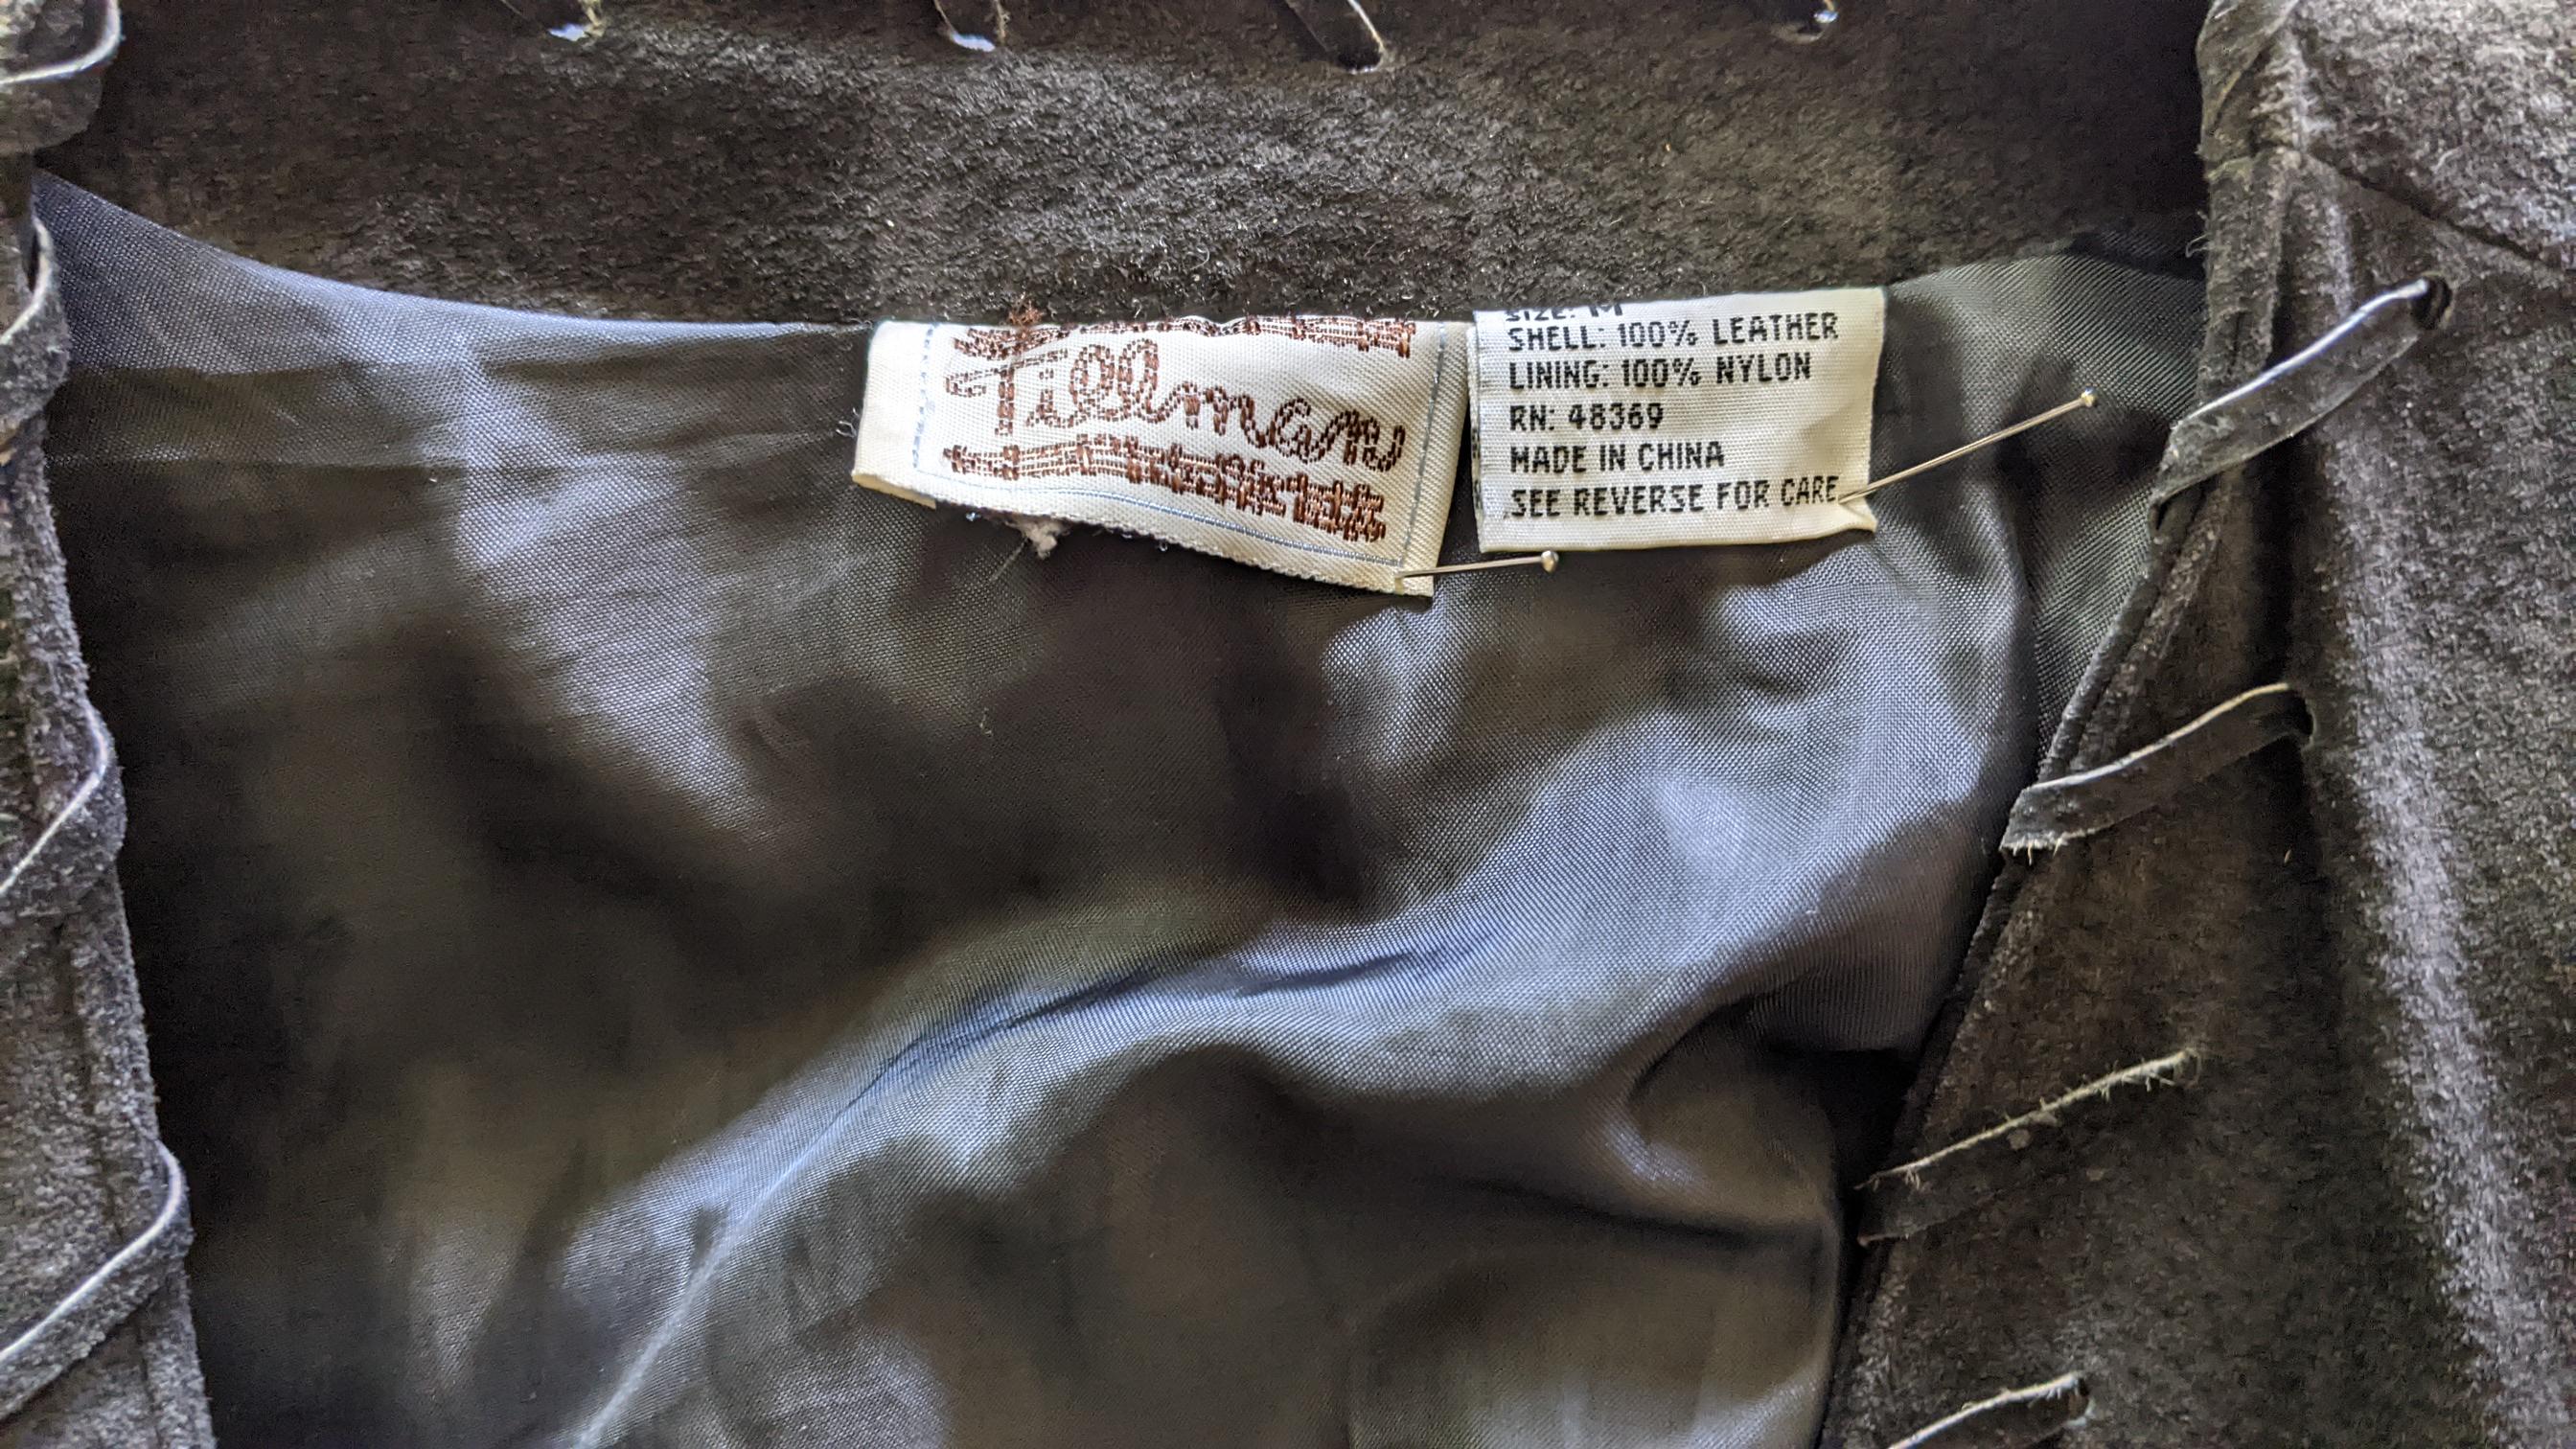 Tillman
SIZE: M
SHELL: 100% LEATHER
LINING: 100% NYLON
RN: 48369
MADE IN CHINA
SEE REVERSE FOR CARE